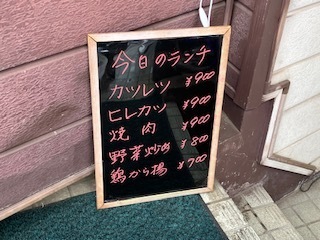 今日のランチ
カツレツ ¥900
ヒレカツ ¥900
焼肉 ¥900
野菜炒め ¥800
鶏から揚 ¥700